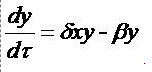 dy/dτ = δxy - βy